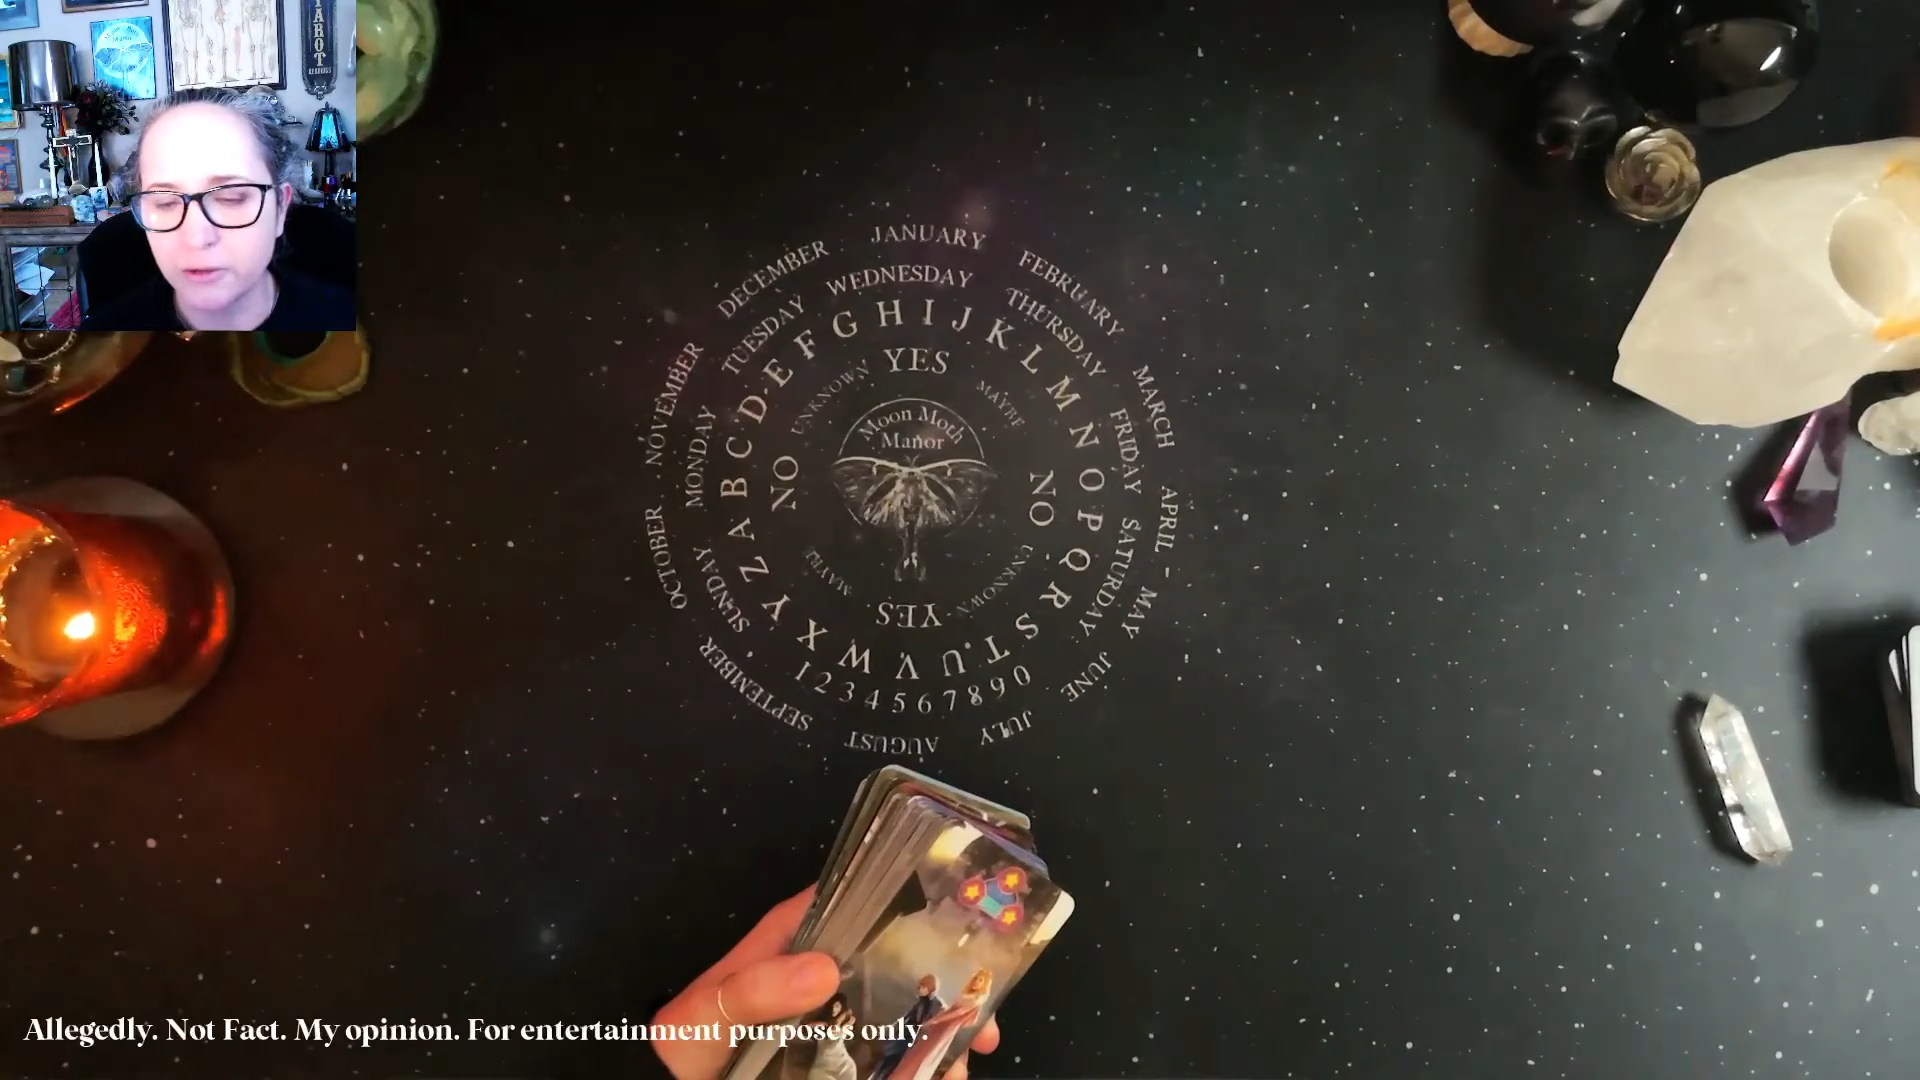 TAROT
READINGS
JANUARY
FEBRUARY
MARCH
APRIL - MAY
JUNE
JULY
AUGUST
SEPTEMBER
OCTOBER
NOVEMBER
DECEMBER
WEDNESDAY
THURSDAY
FRIDAY
SATURDAY
SUNDAY
MONDAY
TUESDAY
A B C D E F G H I J K L M N O P Q R S T U V W X Y Z
1 2 3 4 5 6 7 8 9 0
YES
MAYBE
NO
UNKNOWN
YES
MAYBE
NO
UNKNOWN
Moon Moth
Manor
Allegedly. Not Fact. My opinion. For entertainment purposes only.